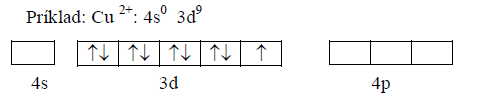 Príklad: Cu 2+: 4s0 3d9
↑↓ ↑↓ ↑↓ ↑↓ ↑
4s 3d 4p